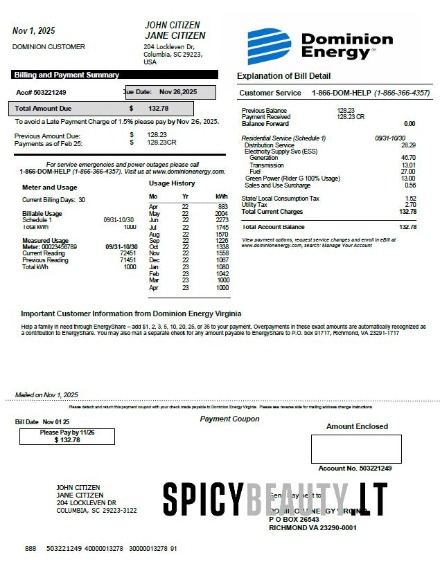 Nov 1, 2025
DOMINION CUSTOMER
JOHN CITIZEN
JANE CITIZEN
204 Lockleven Dr,
Columbia, SC 29223,
USA
Dominion
Energy
Billing and Payment Summary
Aco# 503221249 Due Date: Nov 26,2025
Total Amount Due $ 132.78
To avoid a Late Payment Charge of 1.5% please pay by Nov 26, 2025.
Previous Amount Due: $ 128.23
Payments as of Feb 25: $ 128.23CR
For service emergencies and power outages please call
1-866-DOM-HELP (1-866-366-4357). Visit us at www.dominionenergy.com.
Meter and Usage
Current Billing Days: 30
Billable Usage
Schedule 1 0931-10/30
Total kWh 1000
Measured Usage
Meter: 00023456789 09/31-10/30
Current Reading 72451
Previous Reading 71451
Total kWh 1000
Usage History
Mo Yr kWh
Apr 22 883
May 22 2004
Jun 22 2273
Jul 22 1745
Aug 22 1570
Sep 22 1226
Oct 22 1338
Nov 22 1558
Dec 22 1067
Jan 23 1080
Feb 23 1042
Mar 23 1000
Apr 23 1000
Explanation of Bill Detail
Customer Service 1-866-DOM-HELP (1-866-366-4357)
Previous Balance 128.23
Payment Received 128.23 CR
Balance Forward 0.00
Residential Service (Schedule 1) 09/31-10/30
Distribution Service 28.29
Electricity Supply Svc (ESS)
Generation 46.70
Transmission 13.01
Fuel 27.00
Green Power (Rider G 100% Option) 13.00
Sales and Use Surcharge 0.56
State/ Local Consumption Tax 1.52
Utility Tax 2.70
Total Current Charges 132.78
Total Account Balance 132.78
View payment options, request service changes and enroll in eBill at
www.dominionenergy.com, search: Manage Your Account
Important Customer Information from Dominion Energy Virginia
Help a family in need through EnergyShare – add $1, 2, 3, 6, 10, 20, 25, or 35 to your payment. Overpayments in these exact amounts are automatically recognized as
a contribution to EnergyShare. You may also mail a separate check for any amount payable to EnergyShare to P.O. box 91717, Richmond, VA 23291-1717
Mailed on Nov 1, 2025
Please detach and return this payment coupon with your check made payable to Dominion Energy Virginia. Please see reverse side for mailing address change instructions.
Bill Date Nov 01 25
Payment Coupon
Please Pay by 11/26
$ 132.78
Amount Enclosed
Account No. 503221249
JOHN CITIZEN
JANE CITIZEN
204 LOCKLEVEN DR
COLUMBIA, SC 29223-3122
SPICYBEAUTY.LT
Send Payment to:
DOMINION ENERGY VIRGINIA
P O BOX 26543
RICHMOND VA 23290-0001
888 503221249 40000013278 30000013278 91